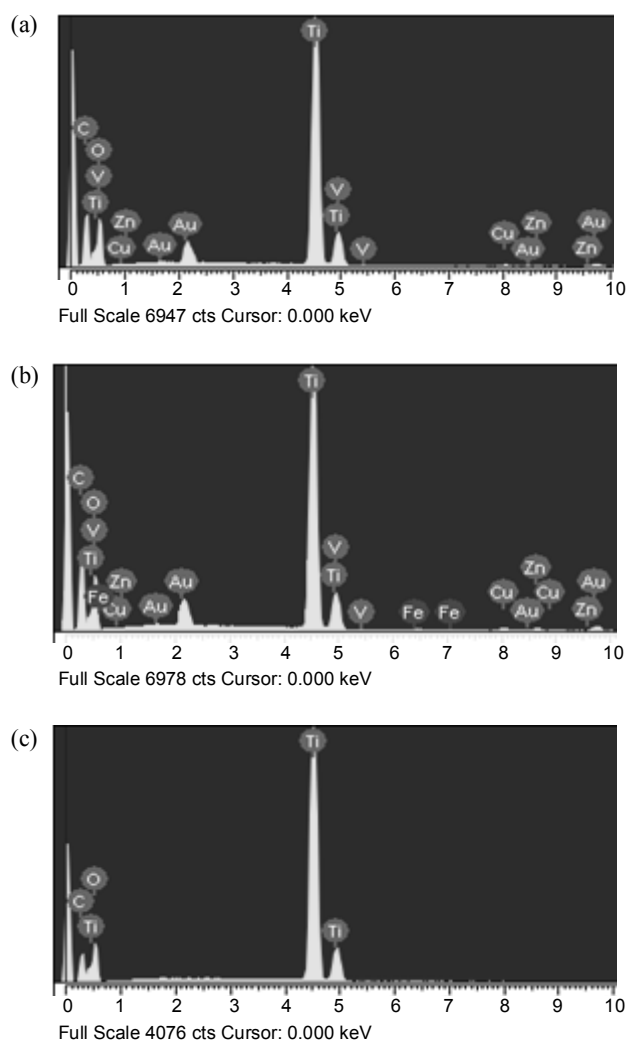 (a)
Ti
C
O
V
V
Ti
Zn
Au
Ti
Cu
Zn
Au
Cu
Au
V
Au
Zn
0 1 2 3 4 5 6 7 8 9 10
Full Scale 6947 cts Cursor: 0.000 keV
(b)
Ti
C
O
V
V
Ti
Zn
Au
Ti
Zn
Au
Fe
Cu
Cu
Cu
Au
V
Fe
Fe
Au
Zn
0 1 2 3 4 5 6 7 8 9 10
Full Scale 6978 cts Cursor: 0.000 keV
(c)
Ti
O
C
Ti
Ti
0 1 2 3 4 5 6 7 8 9 10
Full Scale 4076 cts Cursor: 0.000 keV